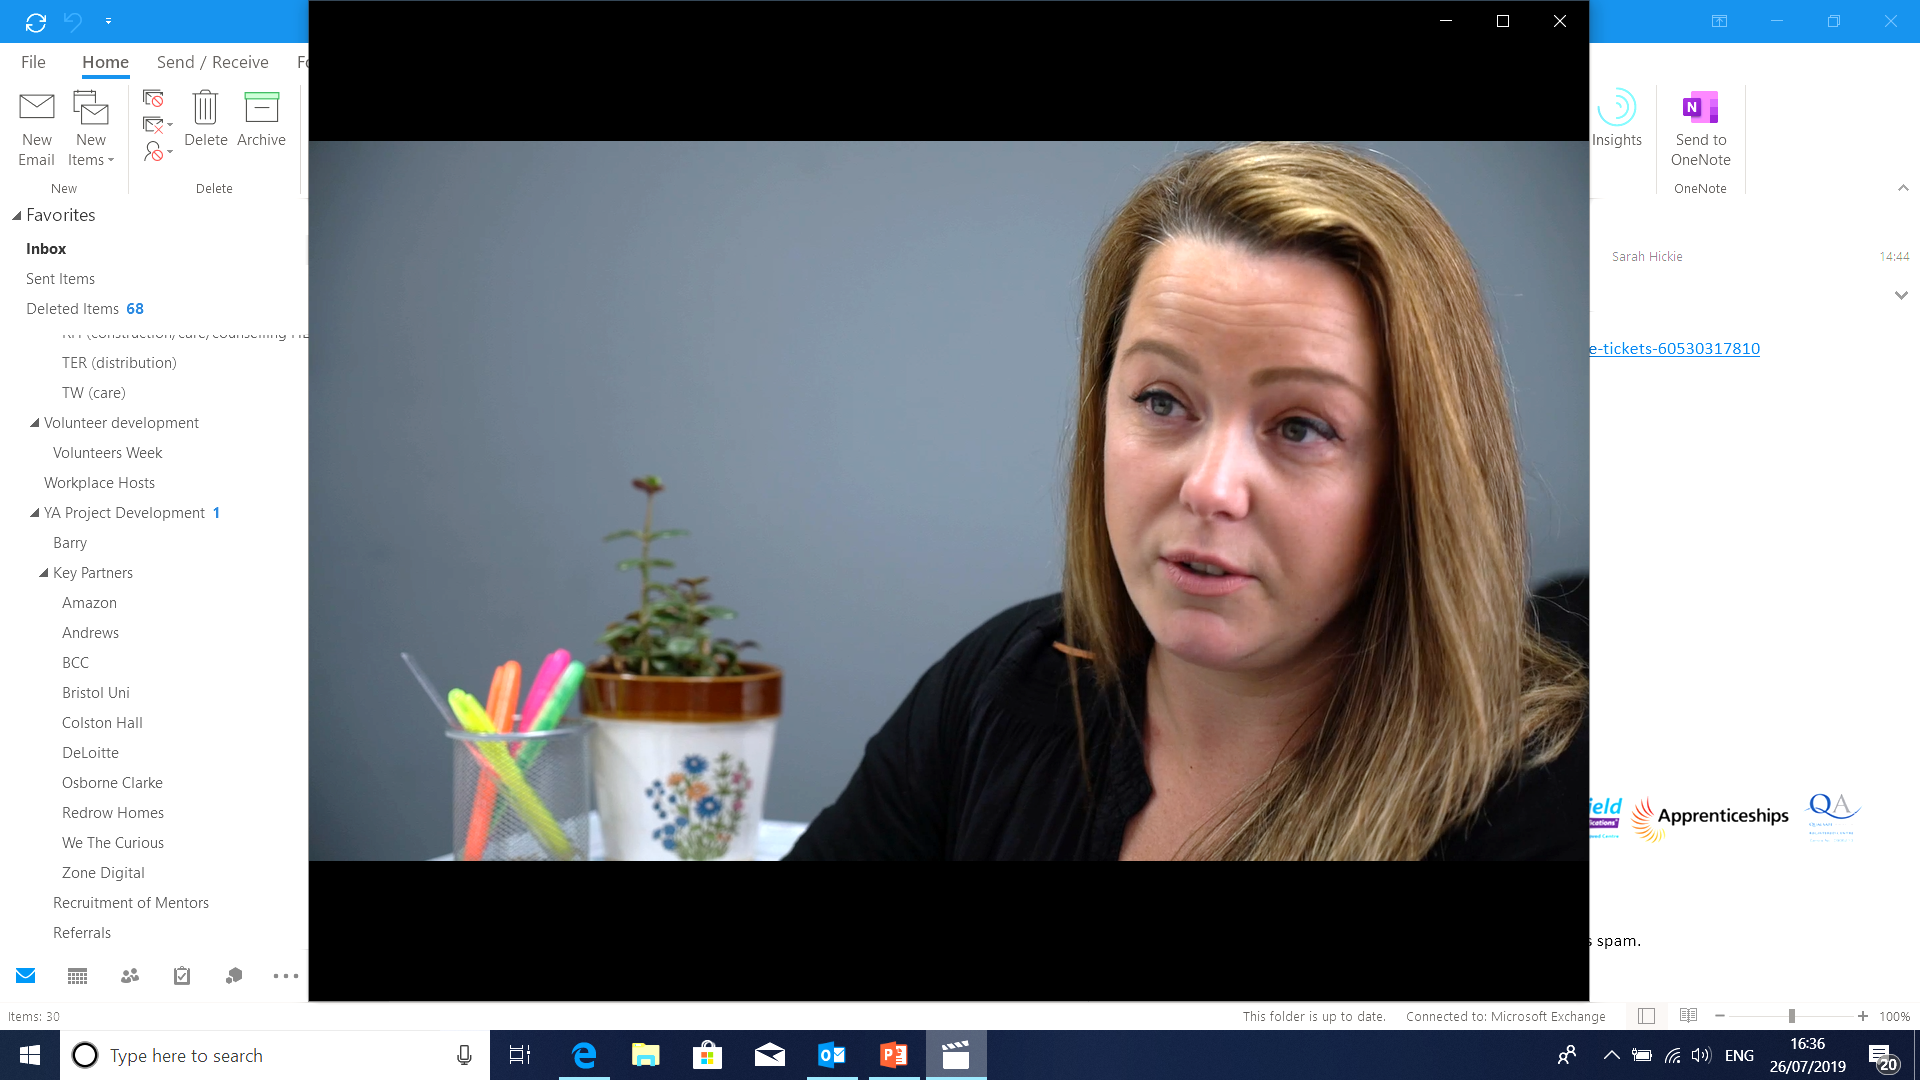 File Home Send / Receive
New Email
New Items
Delete
Archive
New
Delete
Insights
Send to OneNote
OneNote
Favorites
Inbox
Sent Items
Deleted Items 68
TER (distribution)
TW (care)
Volunteer development
Volunteers Week
Workplace Hosts
YA Project Development 1
Barry
Key Partners
Amazon
Andrews
BCC
Bristol Uni
Colston Hall
DeLoitte
Osborne Clarke
Redrow Homes
We The Curious
Zone Digital
Recruitment of Mentors
Referrals
Sarah Hickie 14:44
e-tickets-60530317810
ield Apprenticeships QA
s spam.
Items: 30 This folder is up to date. Connected to: Microsoft Exchange 100%
Type here to search
ENG 16:36
26/07/2019
20